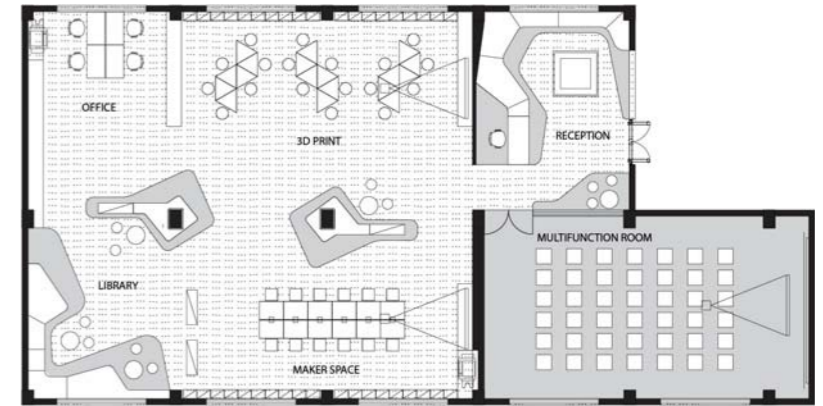 OFFICE
3D PRINT
RECEPTION
MULTIFUNCTION ROOM
LIBRARY
MAKER SPACE